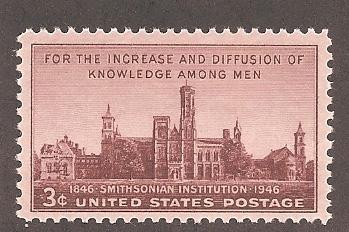 FOR THE INCREASE AND DIFFUSION OF
KNOWLEDGE AMONG MEN
1846 · SMITHSONIAN INSTITUTION · 1946
3¢ UNITED STATES POSTAGE